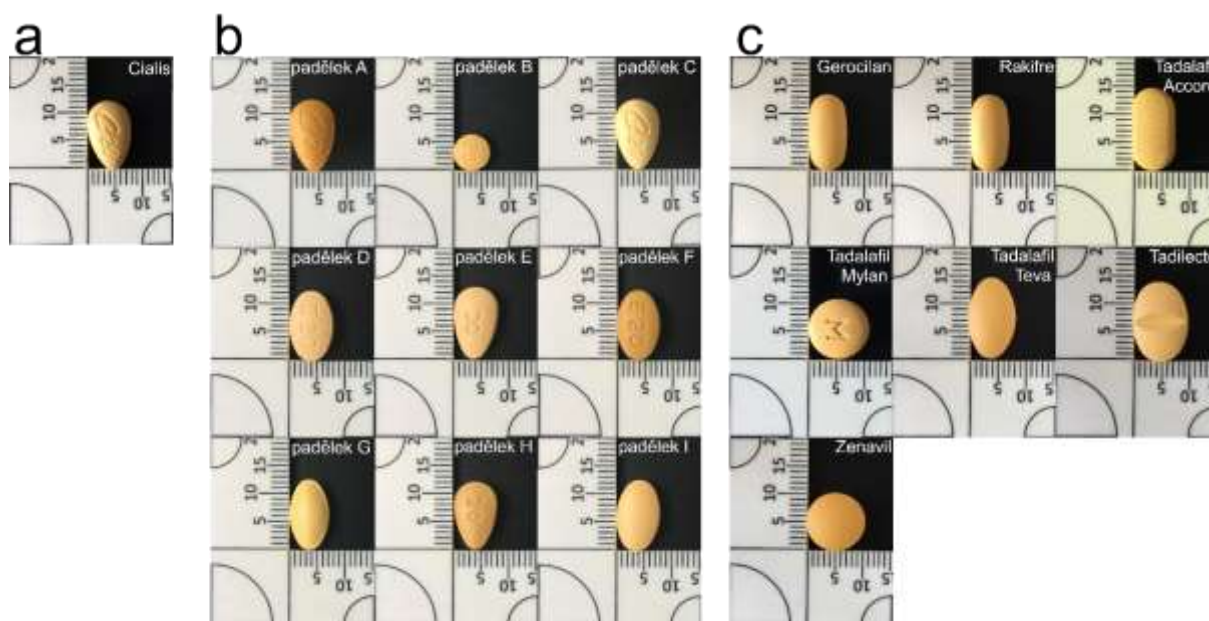 a
b
c
Cialis
padělek A
padělek B
padělek C
Gerocilan
Rakifre
padělek D
padělek E
padělek F
Tadalafil
Mylan
Tadalafil
Teva
padělek G
padělek H
padělek I
Zenavil